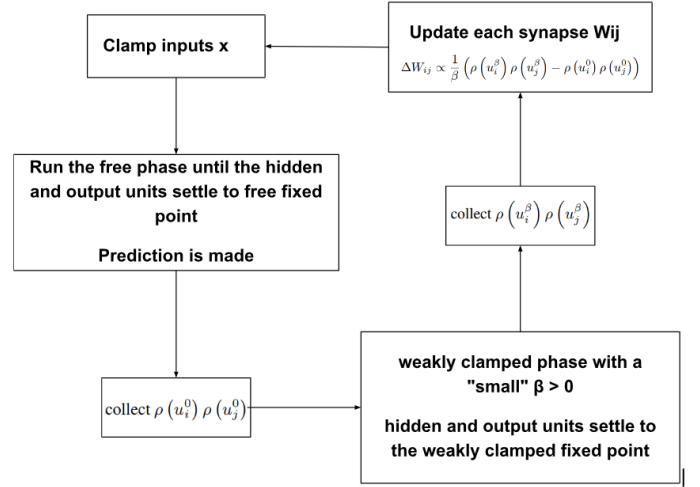 Clamp inputs x
Run the free phase until the hidden
and output units settle to free fixed
point
Prediction is made
collect ρ (u_i^0) ρ (u_j^0)
weakly clamped phase with a
"small" β > 0
hidden and output units settle to
the weakly clamped fixed point
collect ρ (u_i^β) ρ (u_j^β)
Update each synapse Wij
ΔW_ij ∝ 1/β (ρ (u_i^β) ρ (u_j^β) − ρ (u_i^0) ρ (u_j^0))